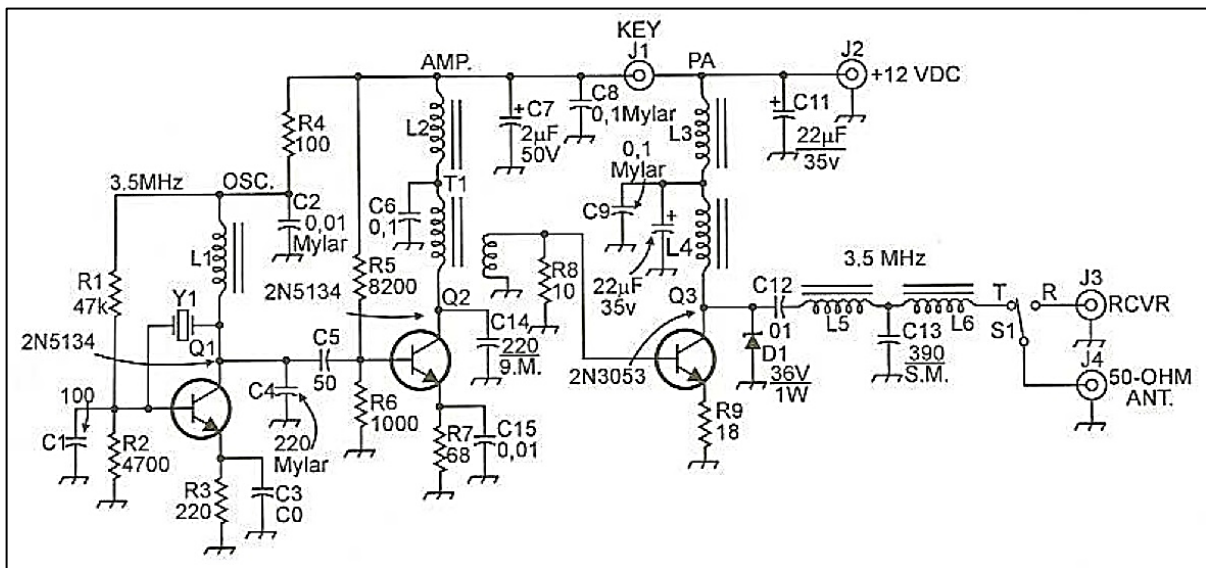 KEY
J1
AMP.
PA
J2
+12 VDC
C7
2µF
50V
C8
0,1Mylar
C11
22µF
35v
R4
100
L2
L3
0,1
Mylar
3.5MHz
OSC.
T1
C2
0,01
Mylar
C6
0,1
C9
L4
L1
R1
47k
Y1
R5
8200
R8
10
22µF
35v
3.5 MHz
2N5134
Q2
Q3
C12
01
L5
L6
T
R
S1
J3
RCVR
2N5134
Q1
C5
50
C14
220
9.M.
2N3053
D1
36V
1W
C13
390
S.M.
J4
50-OHM
ANT.
100
C1
R2
4700
C4
220
Mylar
R6
1000
R7
68
C15
0,01
R9
18
R3
220
C3
C0